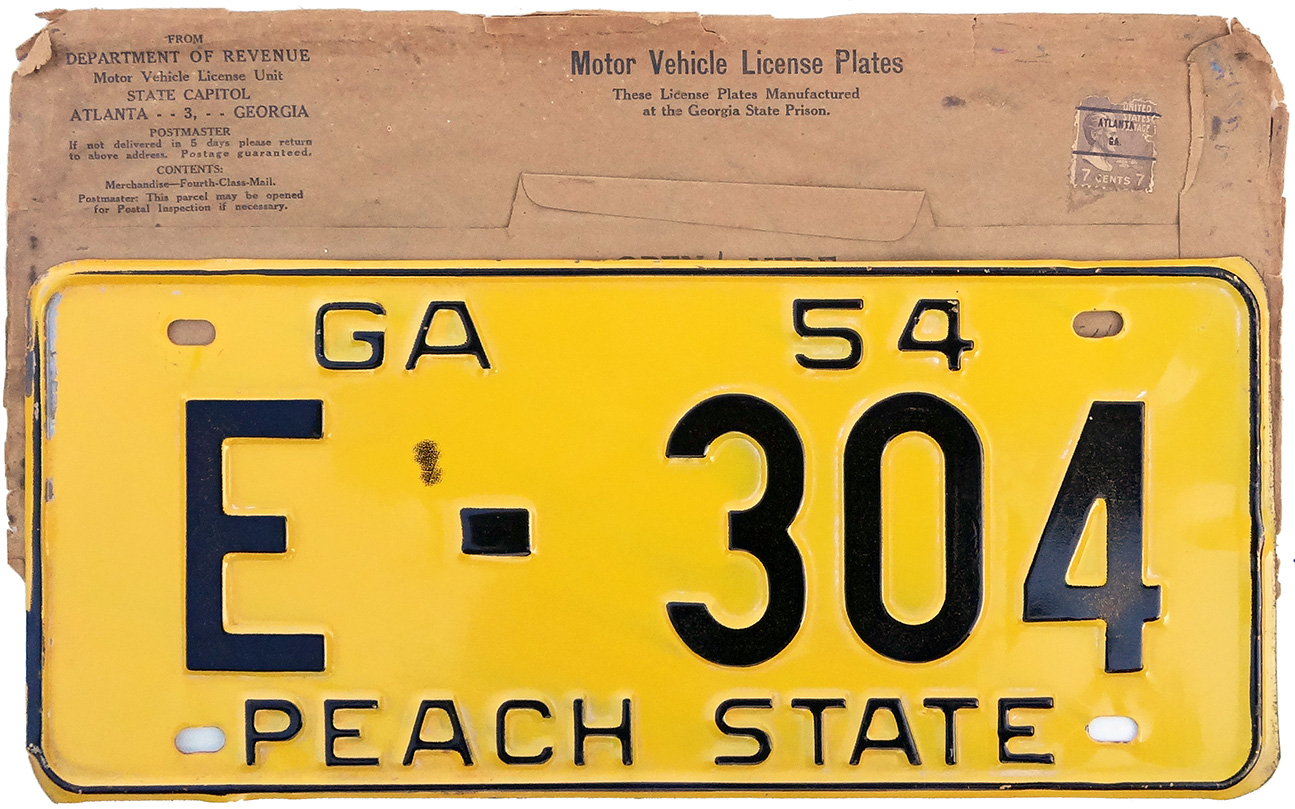 FROM
DEPARTMENT OF REVENUE
Motor Vehicle License Unit
STATE CAPITOL
ATLANTA - - 3, - - GEORGIA
POSTMASTER
If not delivered in 5 days please return
to above address. Postage guaranteed.
CONTENTS:
Merchandise—Fourth-Class-Mail.
Postmaster: This parcel may be opened
for Postal Inspection if necessary.
Motor Vehicle License Plates
These License Plates Manufactured
at the Georgia State Prison.
UNITED
STATES
ATLANTA
GA.
7 CENTS 7
GA 54
E - 304
PEACH STATE